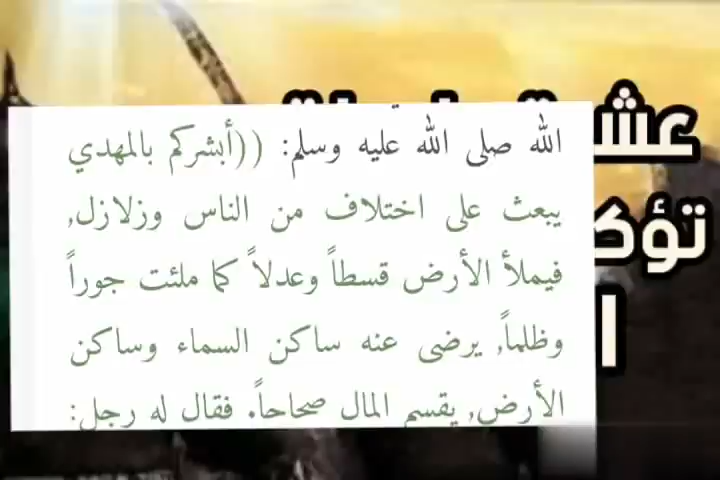 الله صلى الله عليه وسلم: ((أبشركم بالمهدي
يبعث على اختلاف من الناس وزلازل,
فيملأ الأرض قسطاً وعدلاً كما ملئت جوراً
وظلماً, يرضى عنه ساكن السماء وساكن
الأرض, يقسم المال صحاحاً. فقال له رجل: